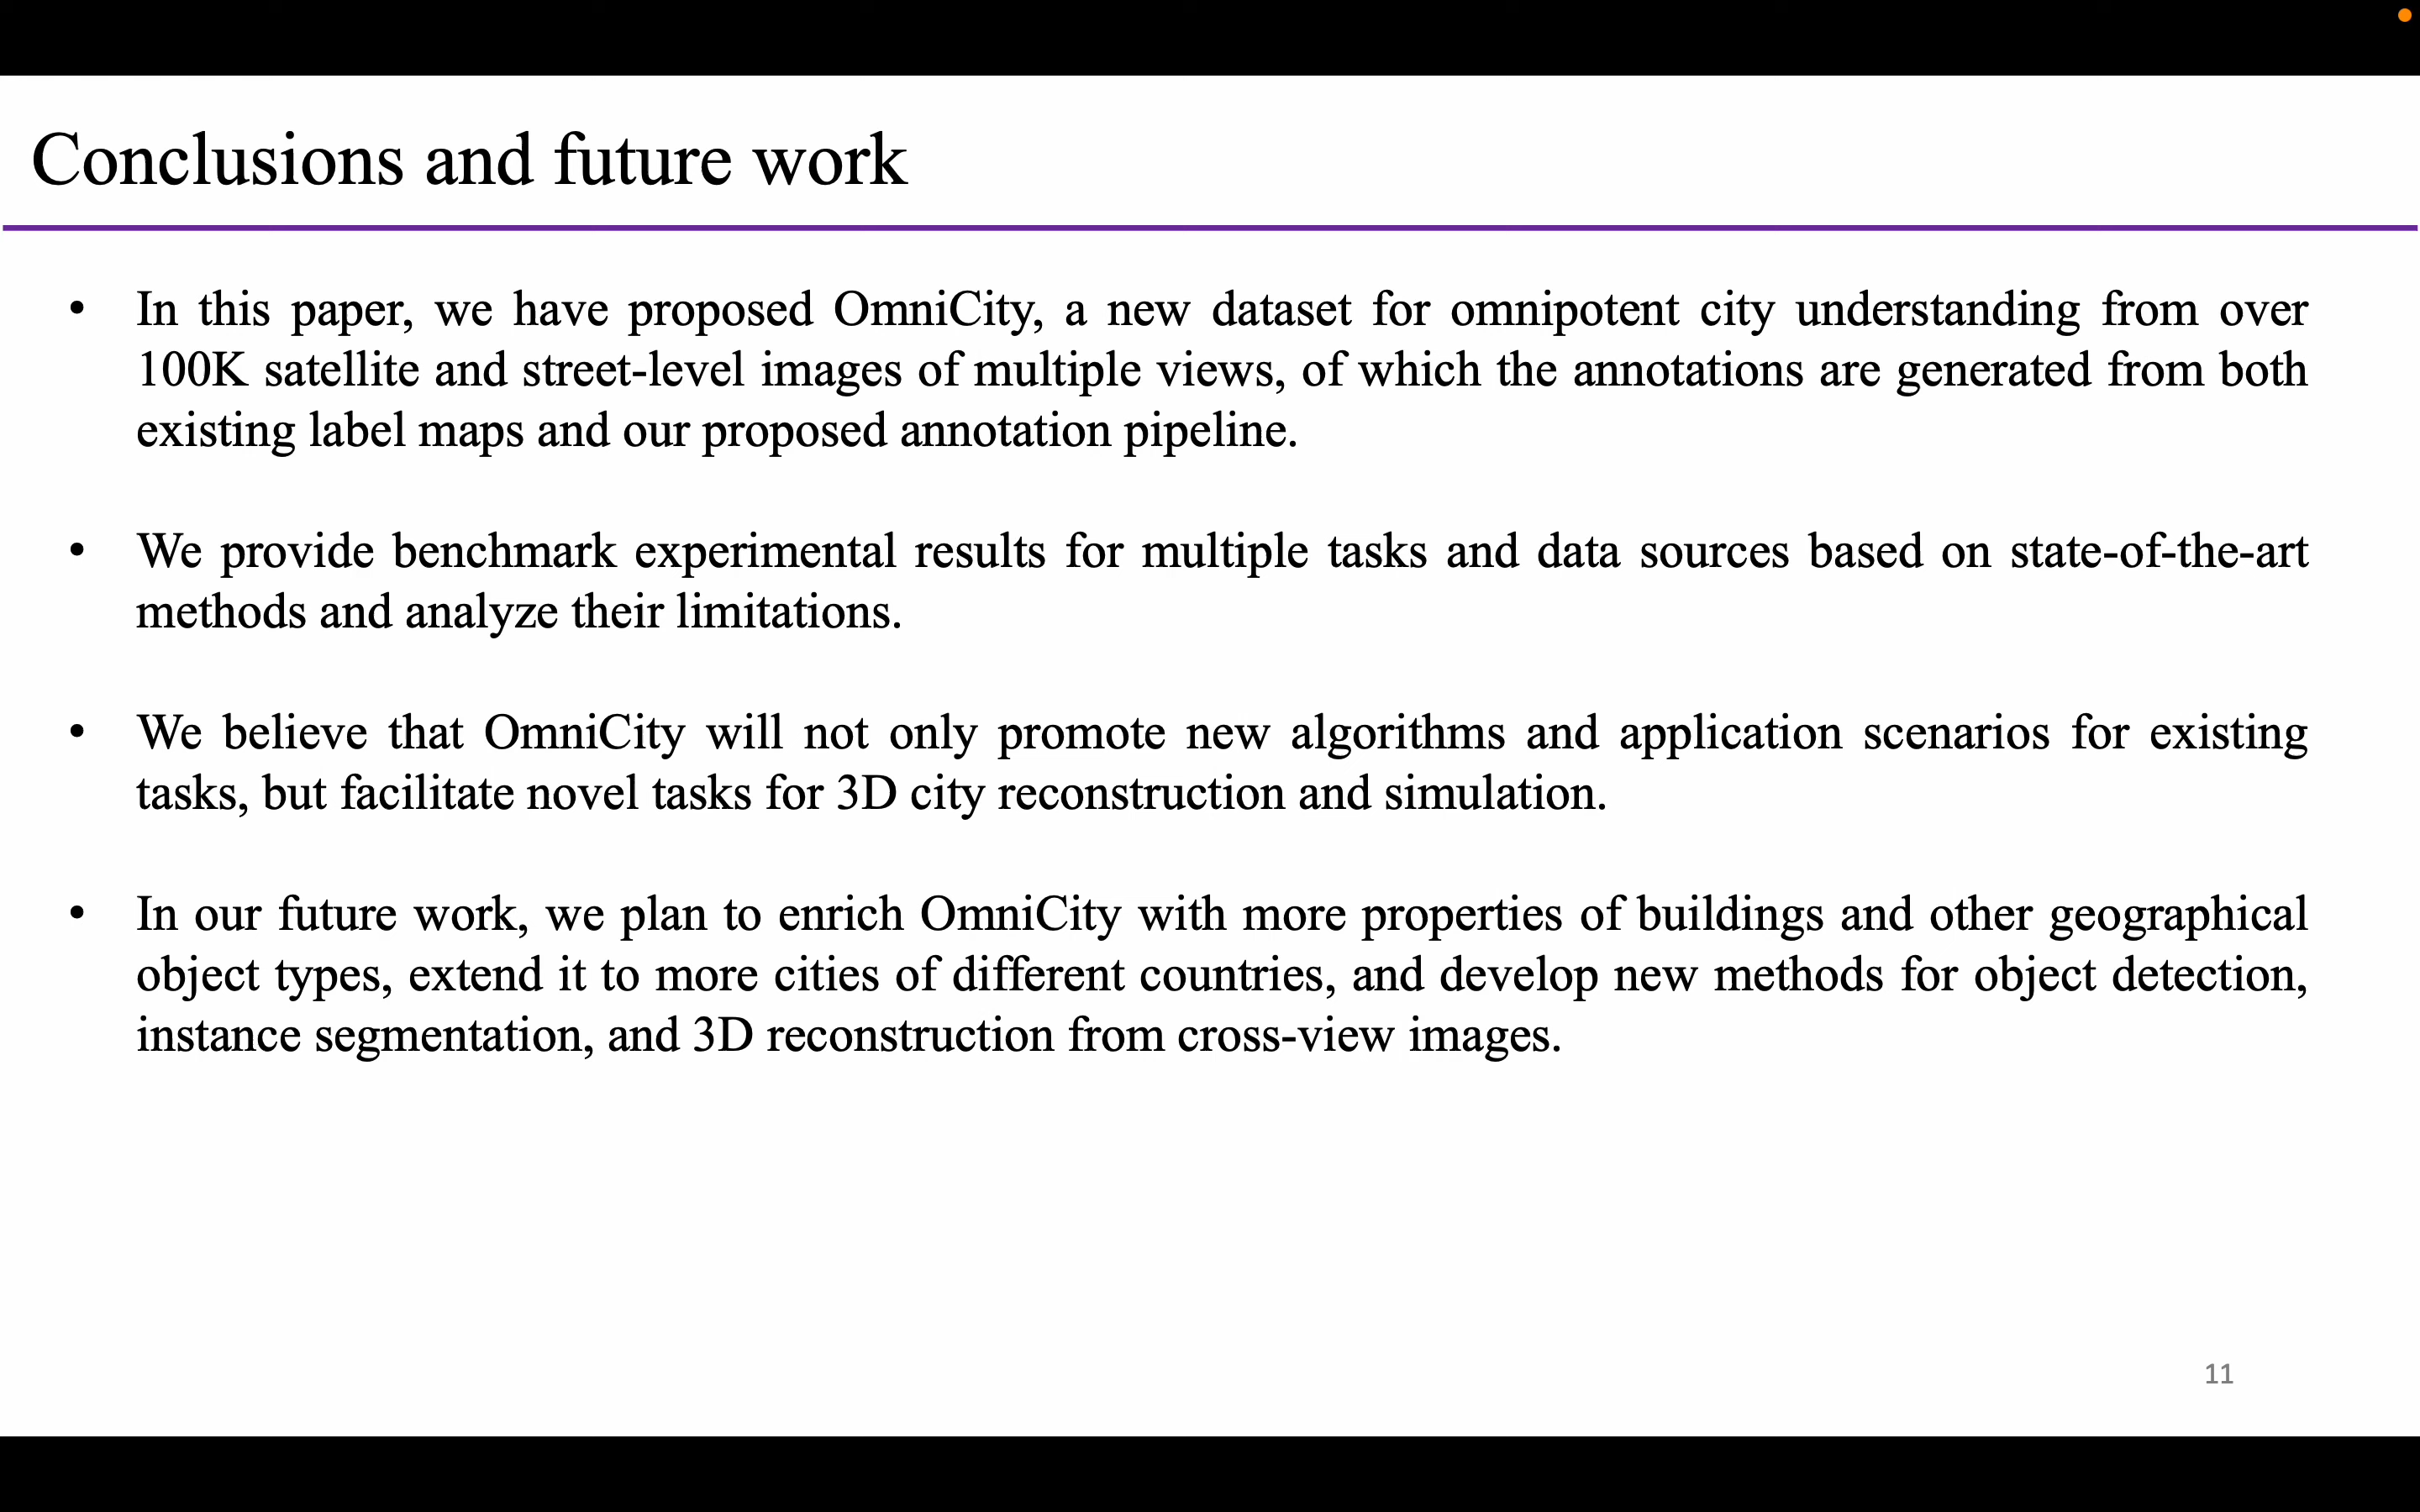 Conclusions and future work
• In this paper, we have proposed OmniCity, a new dataset for omnipotent city understanding from over
100K satellite and street-level images of multiple views, of which the annotations are generated from both
existing label maps and our proposed annotation pipeline.
• We provide benchmark experimental results for multiple tasks and data sources based on state-of-the-art
methods and analyze their limitations.
• We believe that OmniCity will not only promote new algorithms and application scenarios for existing
tasks, but facilitate novel tasks for 3D city reconstruction and simulation.
• In our future work, we plan to enrich OmniCity with more properties of buildings and other geographical
object types, extend it to more cities of different countries, and develop new methods for object detection,
instance segmentation, and 3D reconstruction from cross-view images.
11